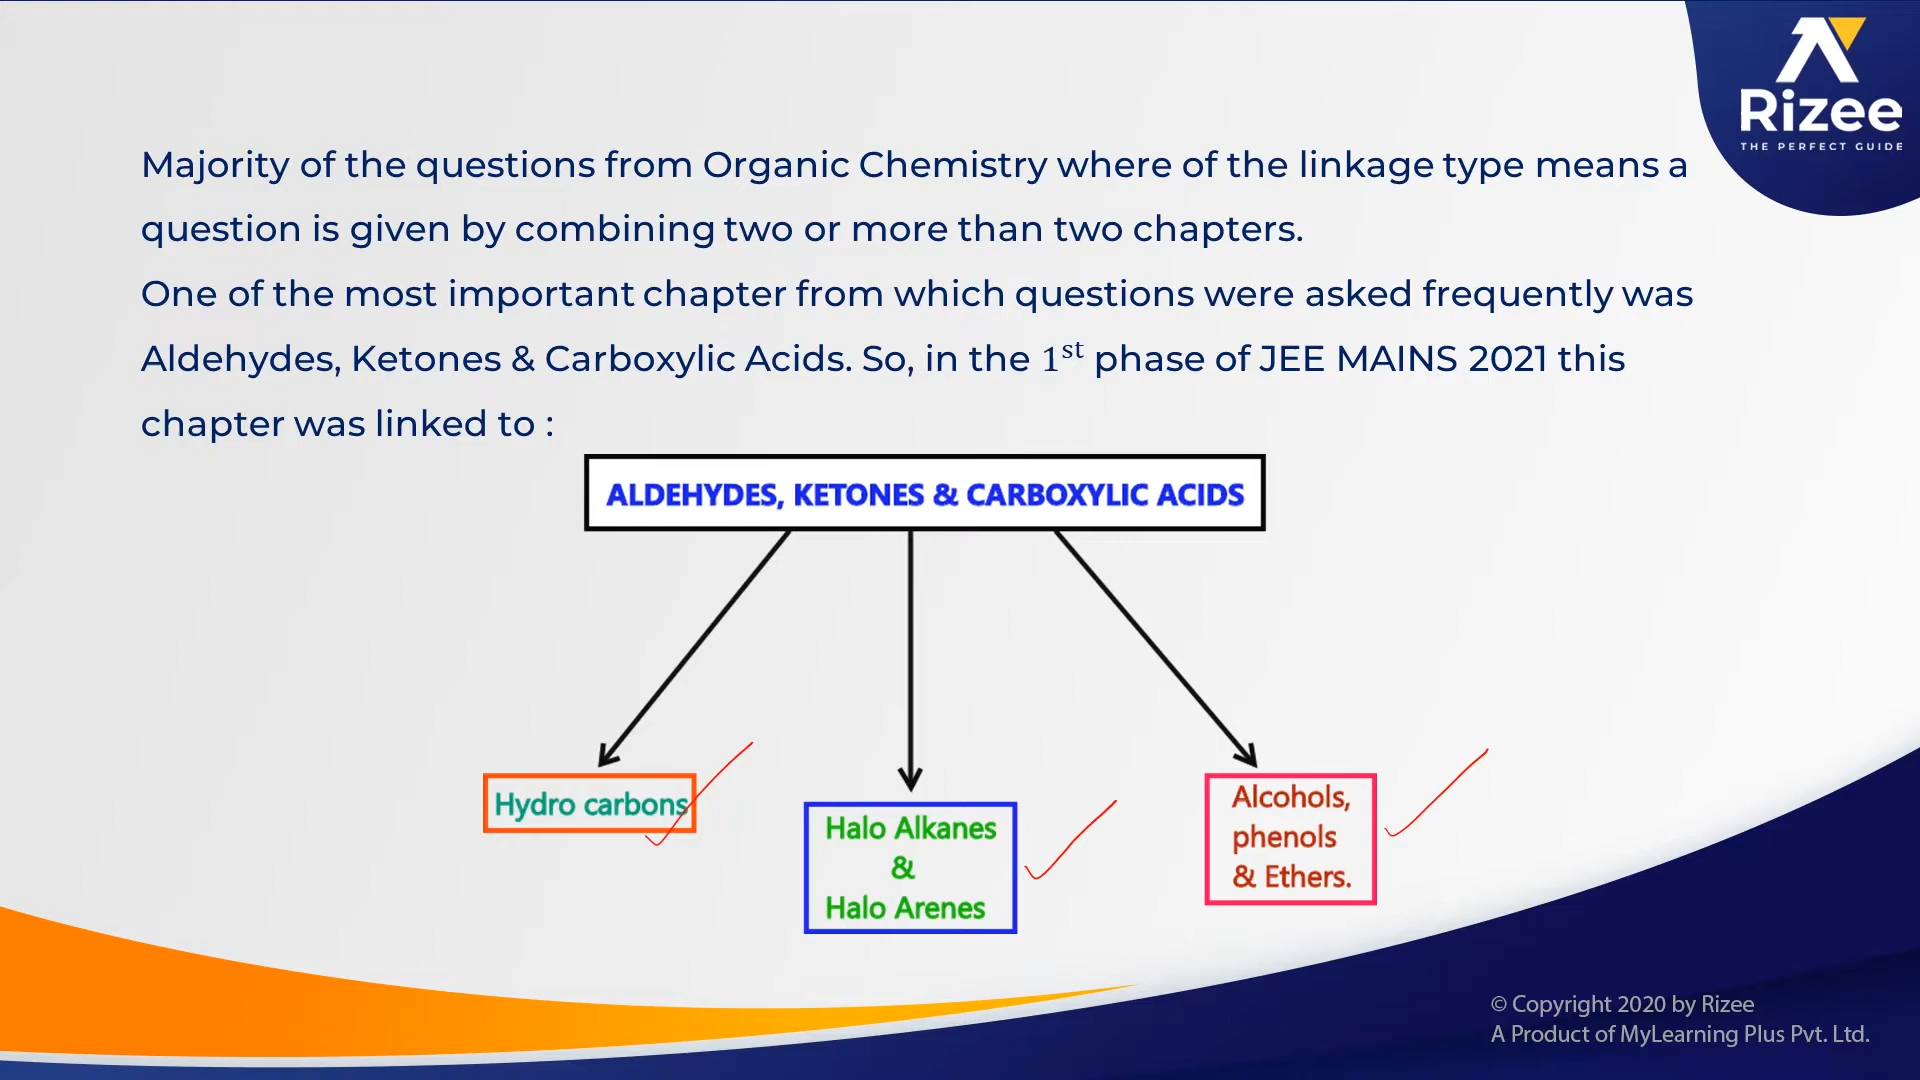 Rizee
THE PERFECT GUIDE
Majority of the questions from Organic Chemistry where of the linkage type means a
question is given by combining two or more than two chapters.
One of the most important chapter from which questions were asked frequently was
Aldehydes, Ketones & Carboxylic Acids. So, in the 1st phase of JEE MAINS 2021 this
chapter was linked to :
ALDEHYDES, KETONES & CARBOXYLIC ACIDS
Hydro carbons
Halo Alkanes
&
Halo Arenes
Alcohols,
phenols
& Ethers.
© Copyright 2020 by Rizee
A Product of MyLearning Plus Pvt. Ltd.